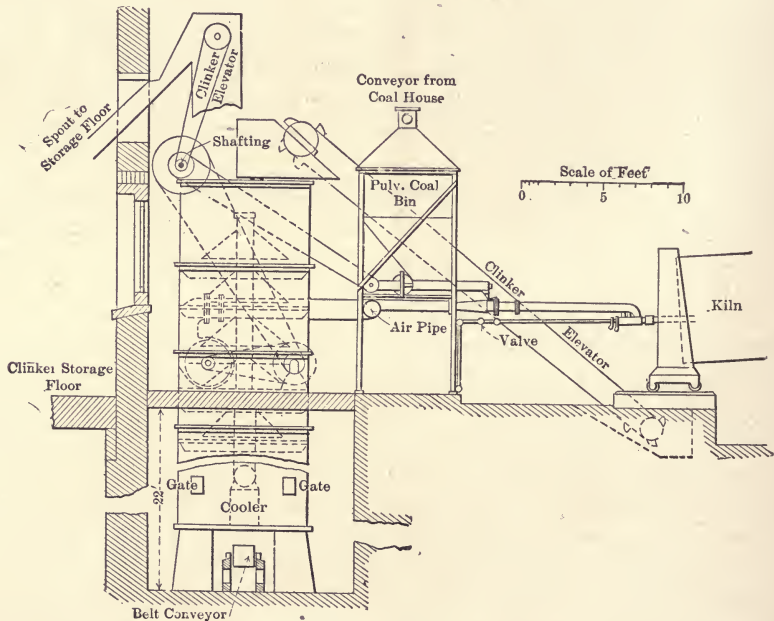 Clinker
Elevator
Spout to
Storage Floor
Shafting
Conveyor from
Coal House
Pulv. Coal
Bin
Scale of Feet
0 5 10
Clinker
Elevator
Kiln
Air Pipe
Valve
Clinker Storage
Floor
22'
Gate
Gate
Cooler
Belt Conveyor